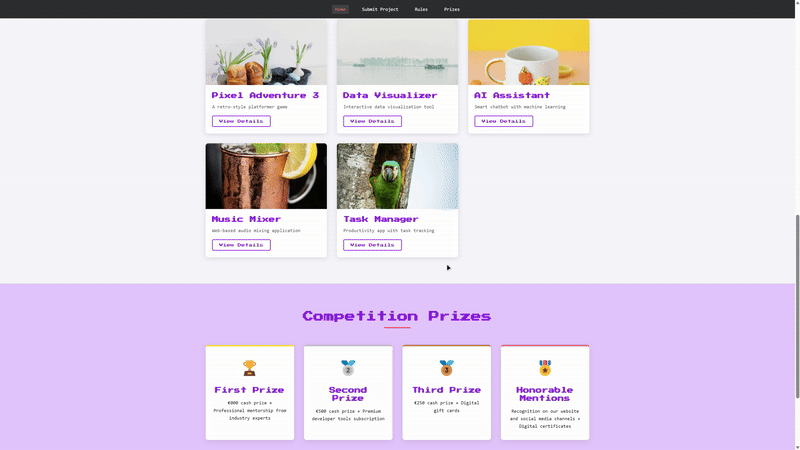 Home Submit Project Rules Prizes
Pixel Adventure 3 Data Visualizer AI Assistant
A retro-style platformer game Interactive data visualization tool Smart chatbot with machine learning
View Details View Details View Details
Music Mixer Task Manager
Web-based audio mixing application Productivity app with task tracking
View Details View Details
Competition Prizes
2 3
First Prize
€000 cash prize +
Professional mentorship from
industry experts
Second
Prize
€500 cash prize + Premium
developer tools subscription
Third Prize
€250 cash prize + Digital
gift cards
Honorable
Mentions
Recognition on our website
and social media channels +
Digital certificates